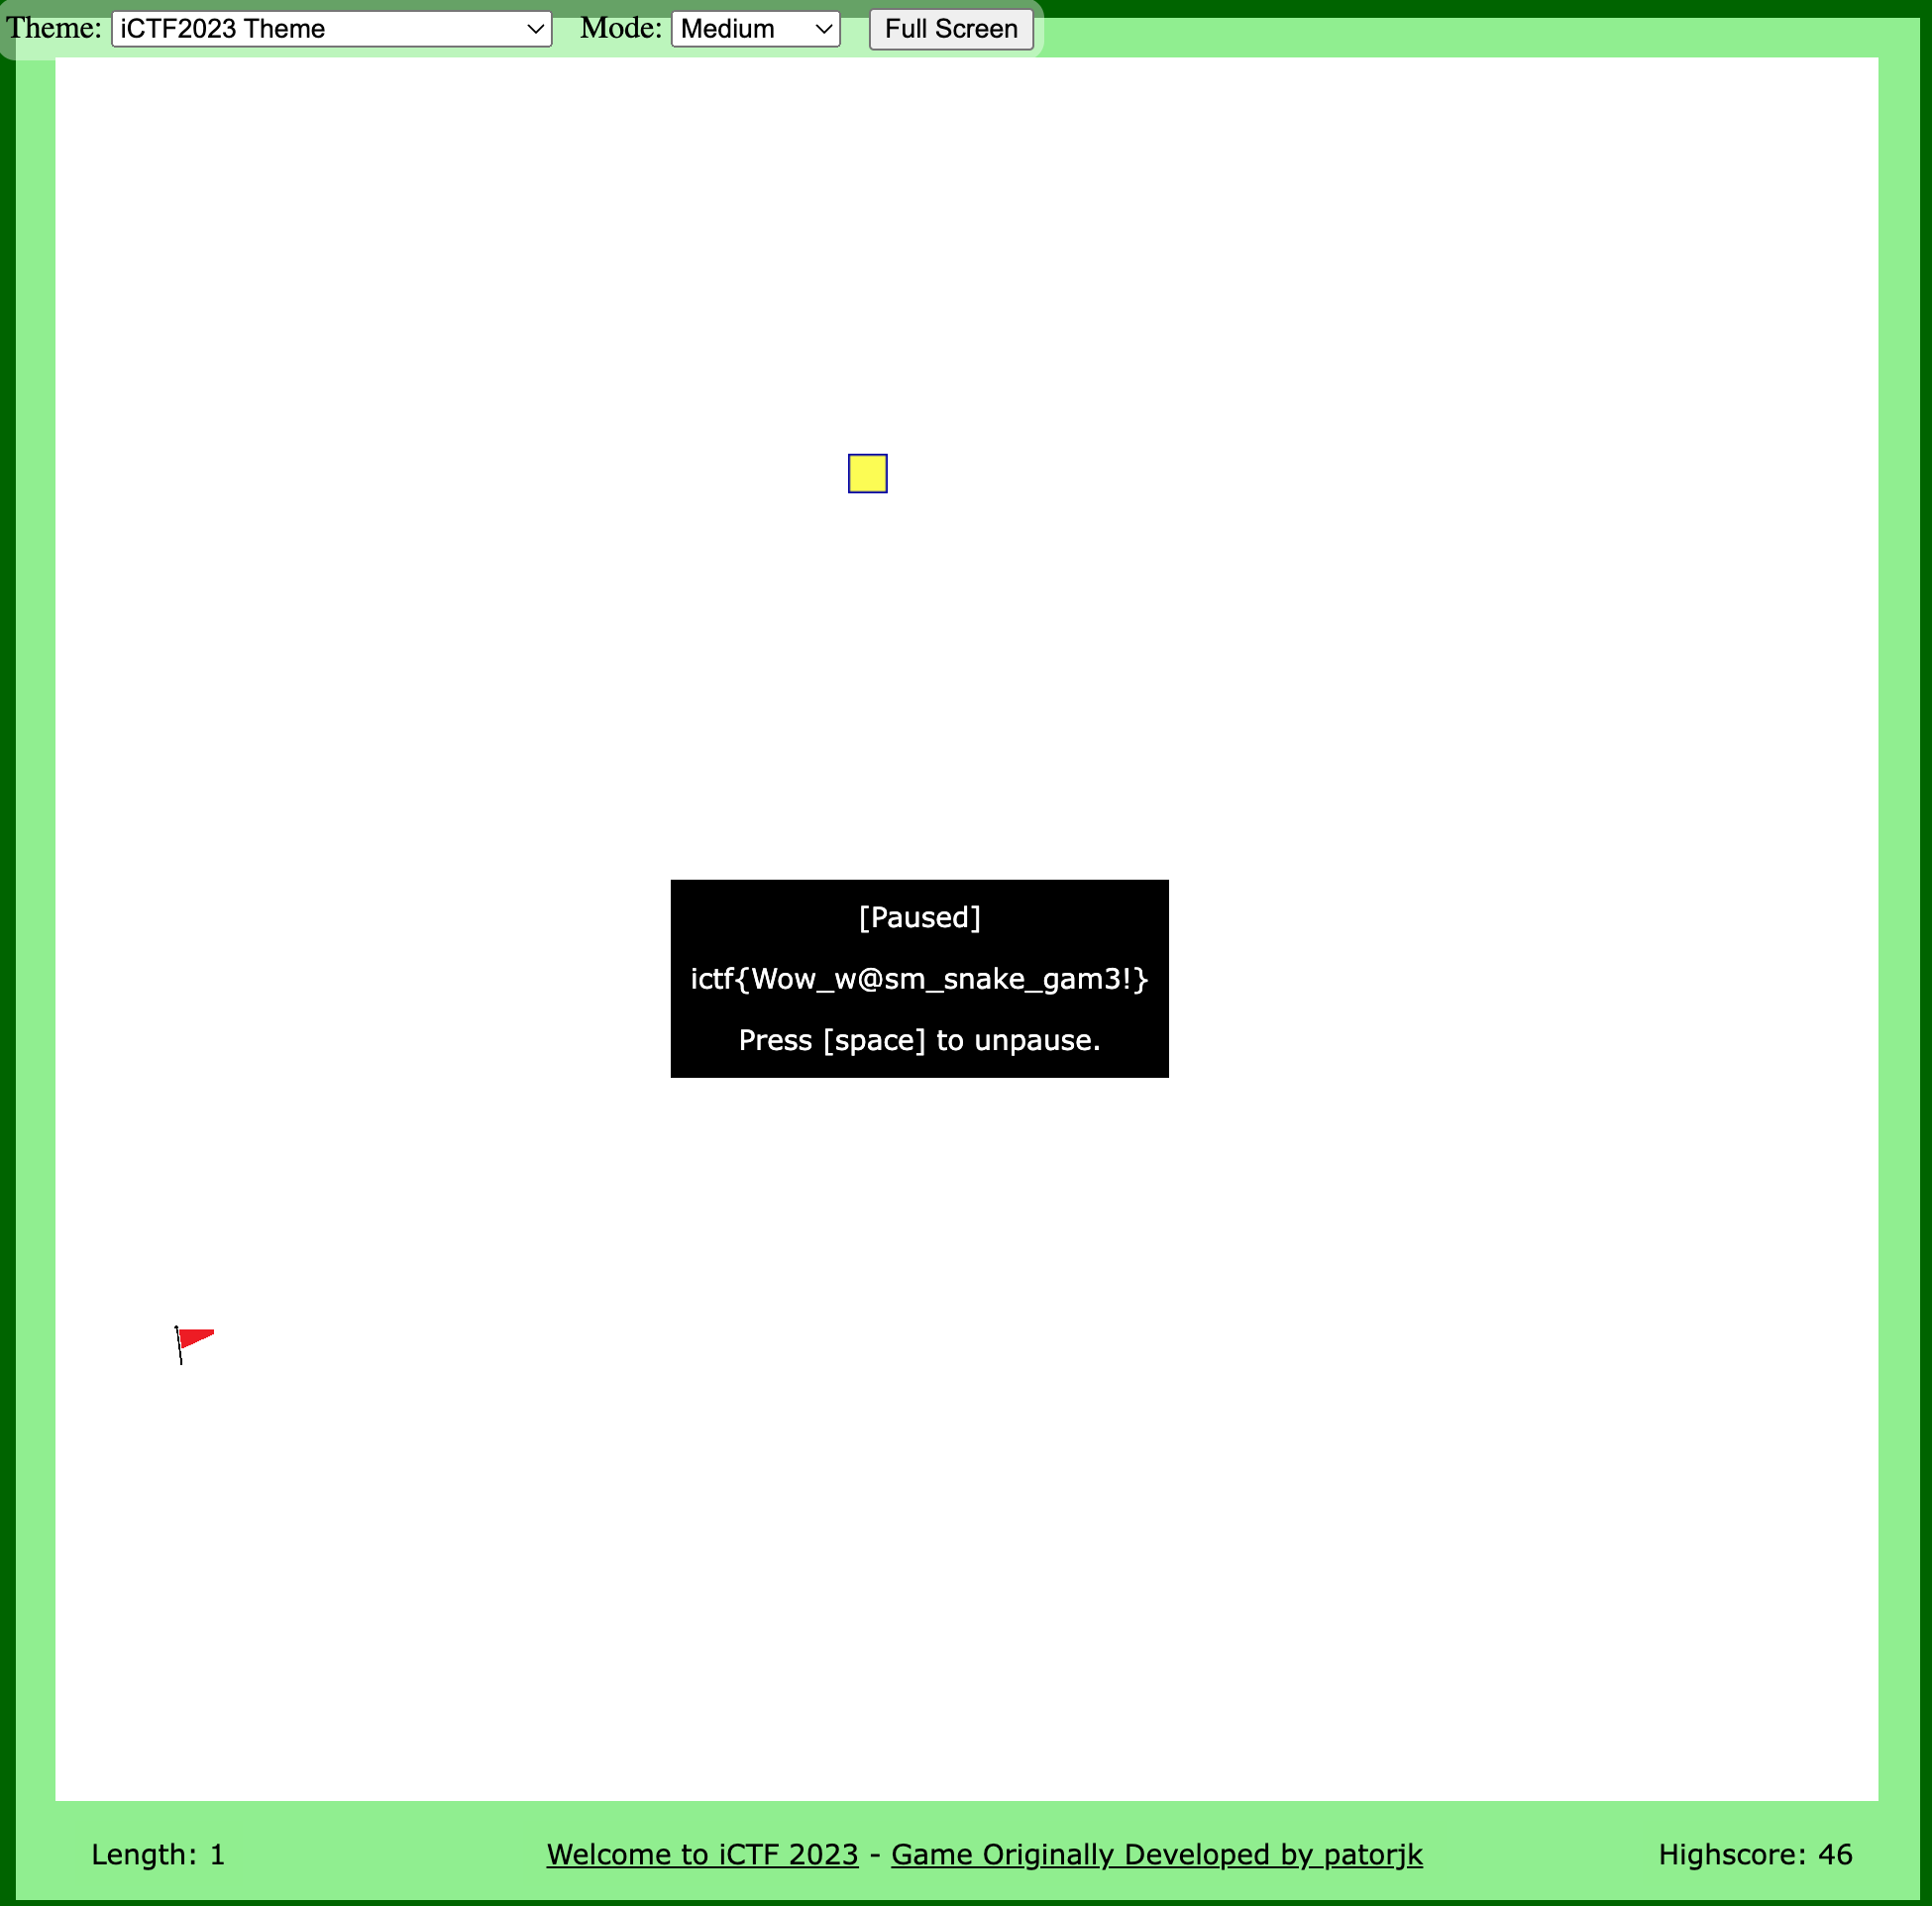 Theme: iCTF2023 Theme Mode: Medium Full Screen
[Paused]
ictf{Wow_w@sm_snake_gam3!}
Press [space] to unpause.
Length: 1 Welcome to iCTF 2023 - Game Originally Developed by patorjk Highscore: 46